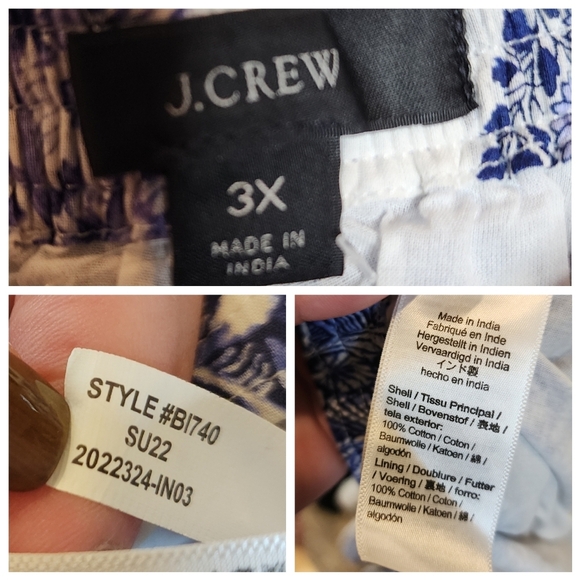 J.CREW
3X
MADE IN
INDIA
STYLE #BI740
SU22
2022324-IN03
Made in India
Fabriqué en Inde
Hergestellt in Indien
Vervaardigd in India
インド製
hecho en india
Shell / Tissu Principal /
Shell / Bovenstof / 表地 /
tela exterior:
100% Cotton / Coton /
Baumwolle / Katoen / 綿 /
algodón
Lining / Doublure / Futter
/ Voering / 裏地 / forro:
100% Cotton / Coton /
Baumwolle / Katoen / 綿 /
algodón